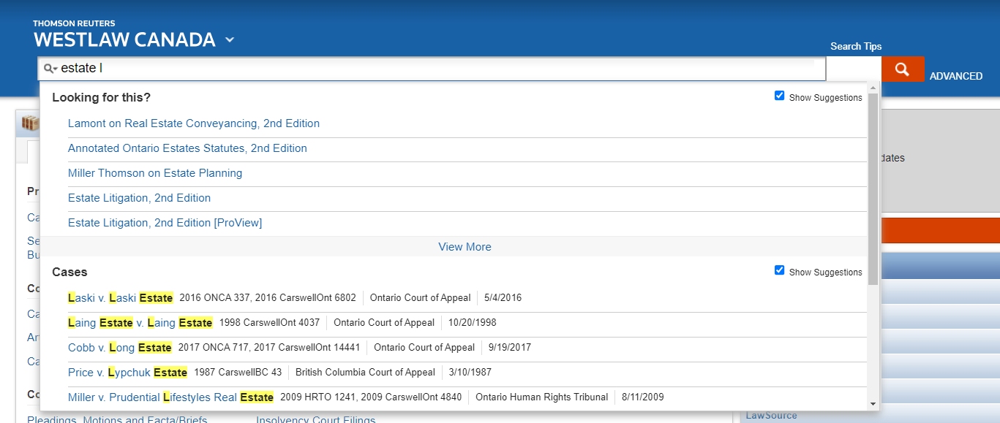 THOMSON REUTERS
WESTLAW CANADA
Search Tips
estate l
ADVANCED
Looking for this?
Show Suggestions
Lamont on Real Estate Conveyancing, 2nd Edition
Annotated Ontario Estates Statutes, 2nd Edition
dates
Miller Thomson on Estate Planning
Pr
Estate Litigation, 2nd Edition
Ca
Estate Litigation, 2nd Edition [ProView]
Se
View More
Bu
Cases
Show Suggestions
Co
Laski v. Laski Estate 2016 ONCA 337, 2016 CarswellOnt 6802 Ontario Court of Appeal 5/4/2016
Ca
Laing Estate v. Laing Estate 1998 CarswellOnt 4037 Ontario Court of Appeal 10/20/1998
Ar
Cobb v. Long Estate 2017 ONCA 717, 2017 CarswellOnt 14441 Ontario Court of Appeal 9/19/2017
Ca
Price v. Lypchuk Estate 1987 CarswellBC 43 British Columbia Court of Appeal 3/10/1987
Co
Miller v. Prudential Lifestyles Real Estate 2009 HRTO 1241, 2009 CarswellOnt 4840 Ontario Human Rights Tribunal 8/11/2009
LawSource
Pleadings, Motions and Facta/Briefs Insolvency Court Filings